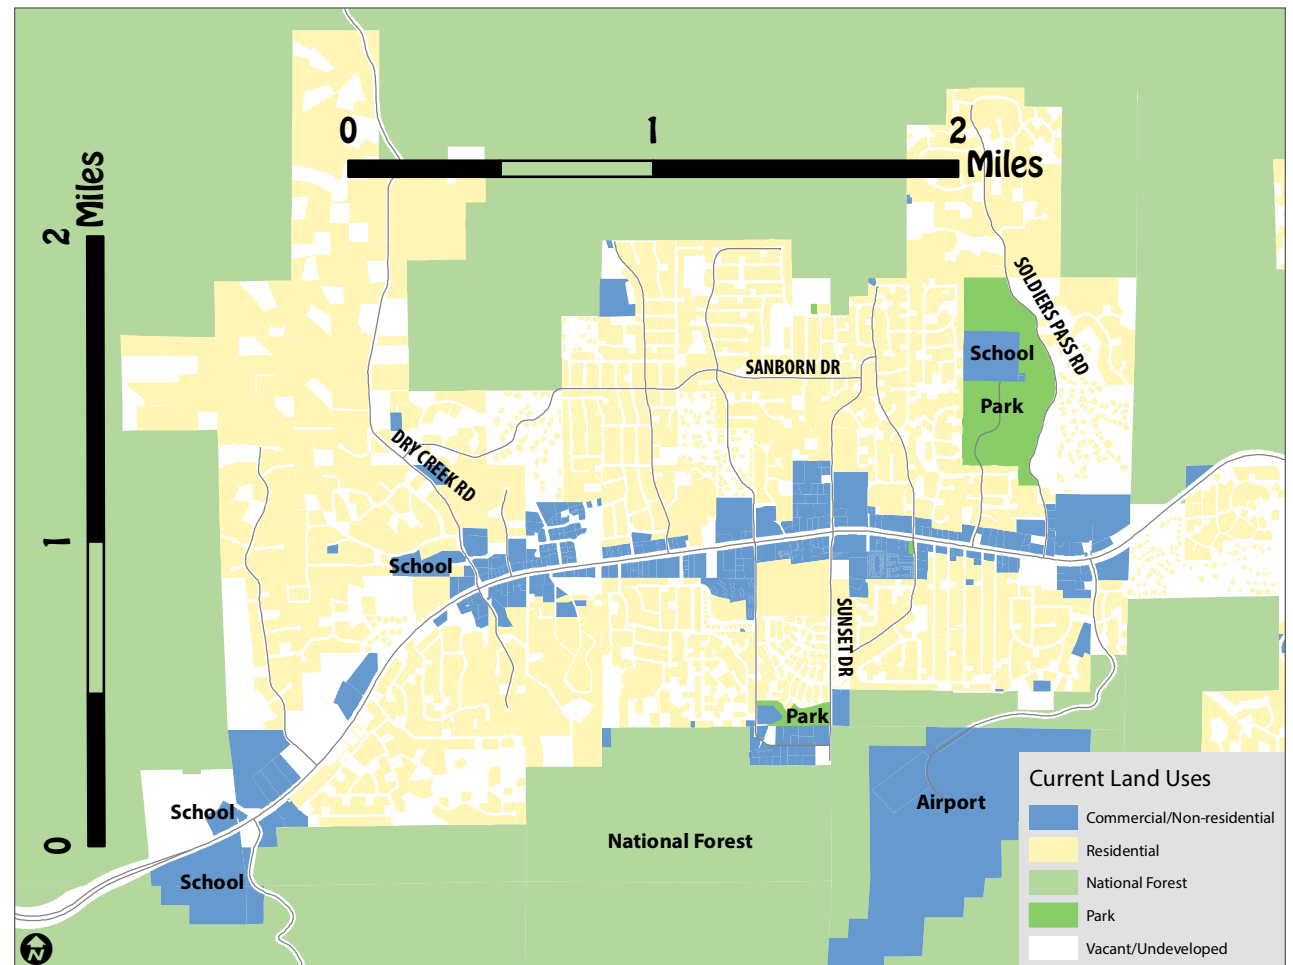 0 1 2
Miles
2
Miles
1
0
SOLDIERS PASS RD
School
SANBORN DR
Park
DRY CREEK RD
School
SUNSET DR
Park
Current Land Uses
Commercial/Non-residential
Residential
National Forest
Park
Vacant/Undeveloped
School
Airport
National Forest
School
N